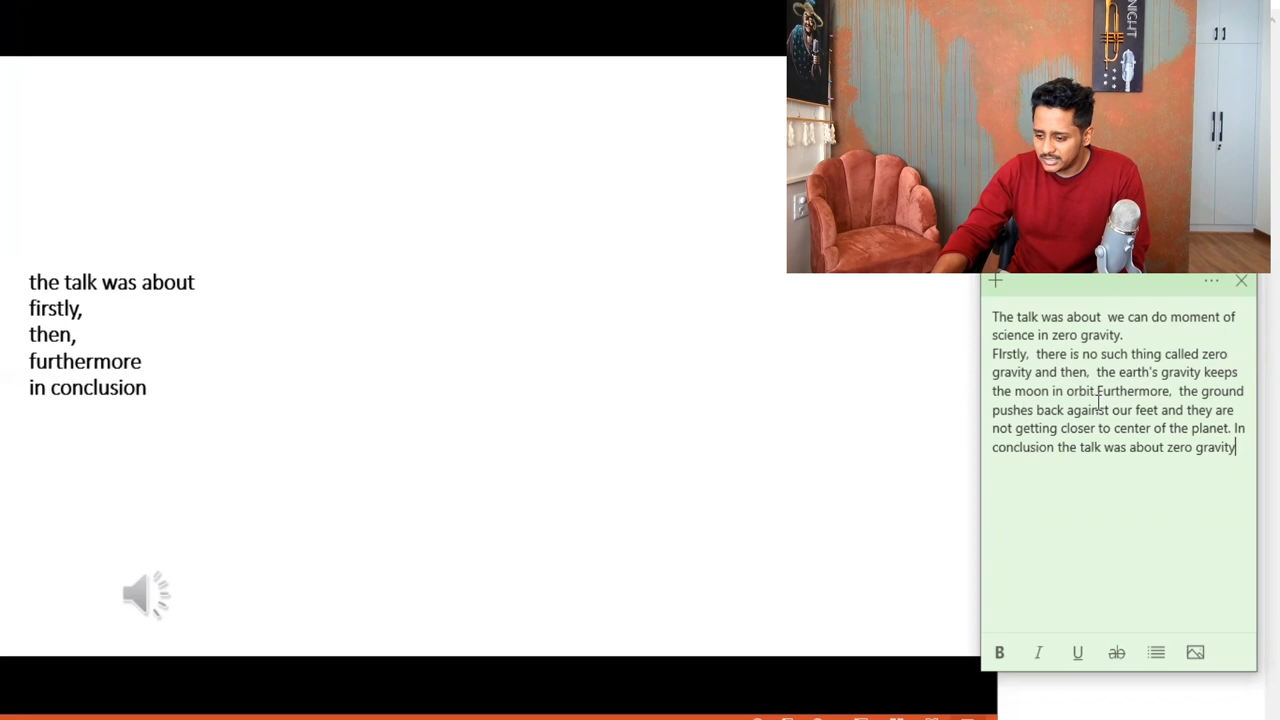 the talk was about
firstly,
then,
furthermore
in conclusion
NIGHT
The talk was about  we can do moment of
science in zero gravity.
FIrstly,  there is no such thing called zero
gravity and then,  the earth's gravity keeps
the moon in orbit.Furthermore,  the ground
pushes back against our feet and they are
not getting closer to center of the planet. In
conclusion the talk was about zero gravity
B I U ab